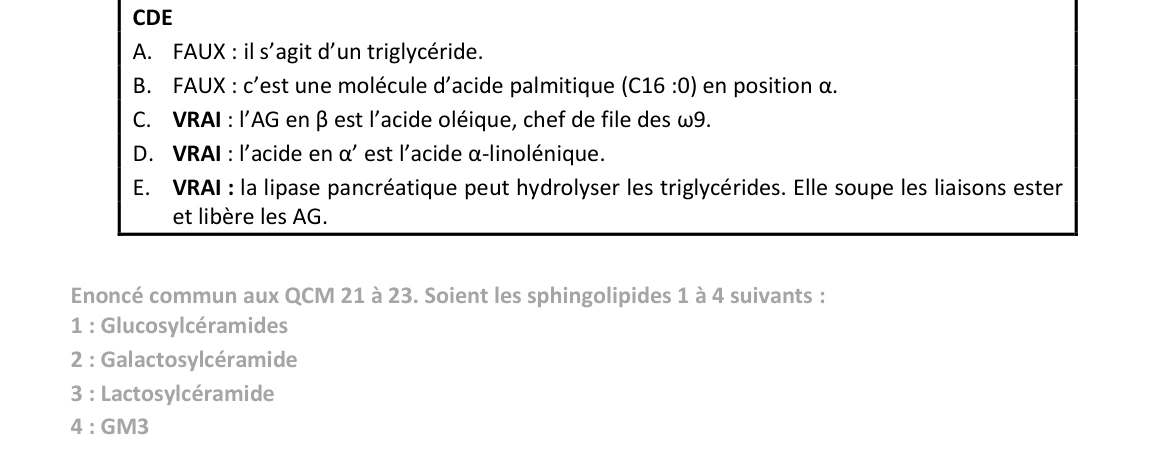 CDE
A. FAUX : il s’agit d’un triglycéride.
B. FAUX : c’est une molécule d’acide palmitique (C16 :0) en position α.
C. VRAI : l’AG en β est l’acide oléique, chef de file des ω9.
D. VRAI : l’acide en α’ est l’acide α-linolénique.
E. VRAI : la lipase pancréatique peut hydrolyser les triglycérides. Elle soupe les liaisons ester
et libère les AG.
Enoncé commun aux QCM 21 à 23. Soient les sphingolipides 1 à 4 suivants :
1 : Glucosylcéramides
2 : Galactosylcéramide
3 : Lactosylcéramide
4 : GM3